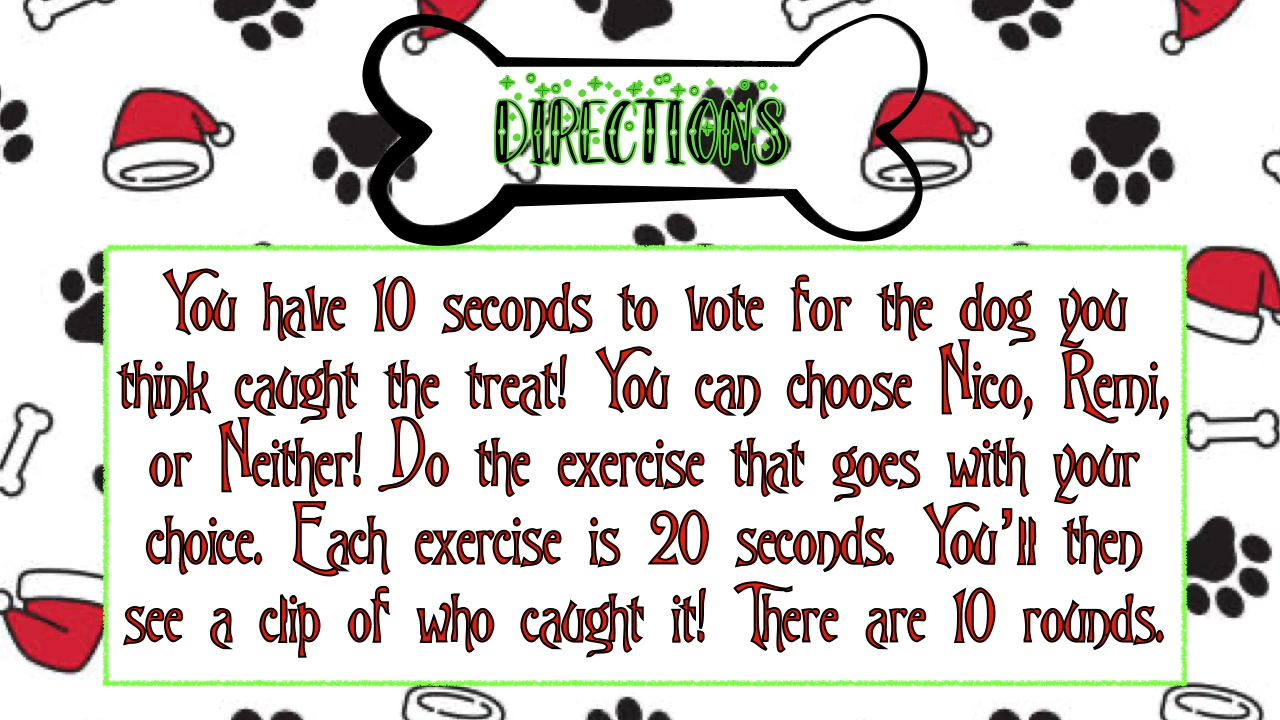 DIRECTIONS
You have 10 seconds to vote for the dog you
think caught the treat! You can choose Nico, Remi,
or Neither! Do the exercise that goes with your
choice. Each exercise is 20 seconds. You'll then
see a clip of who caught it! There are 10 rounds.